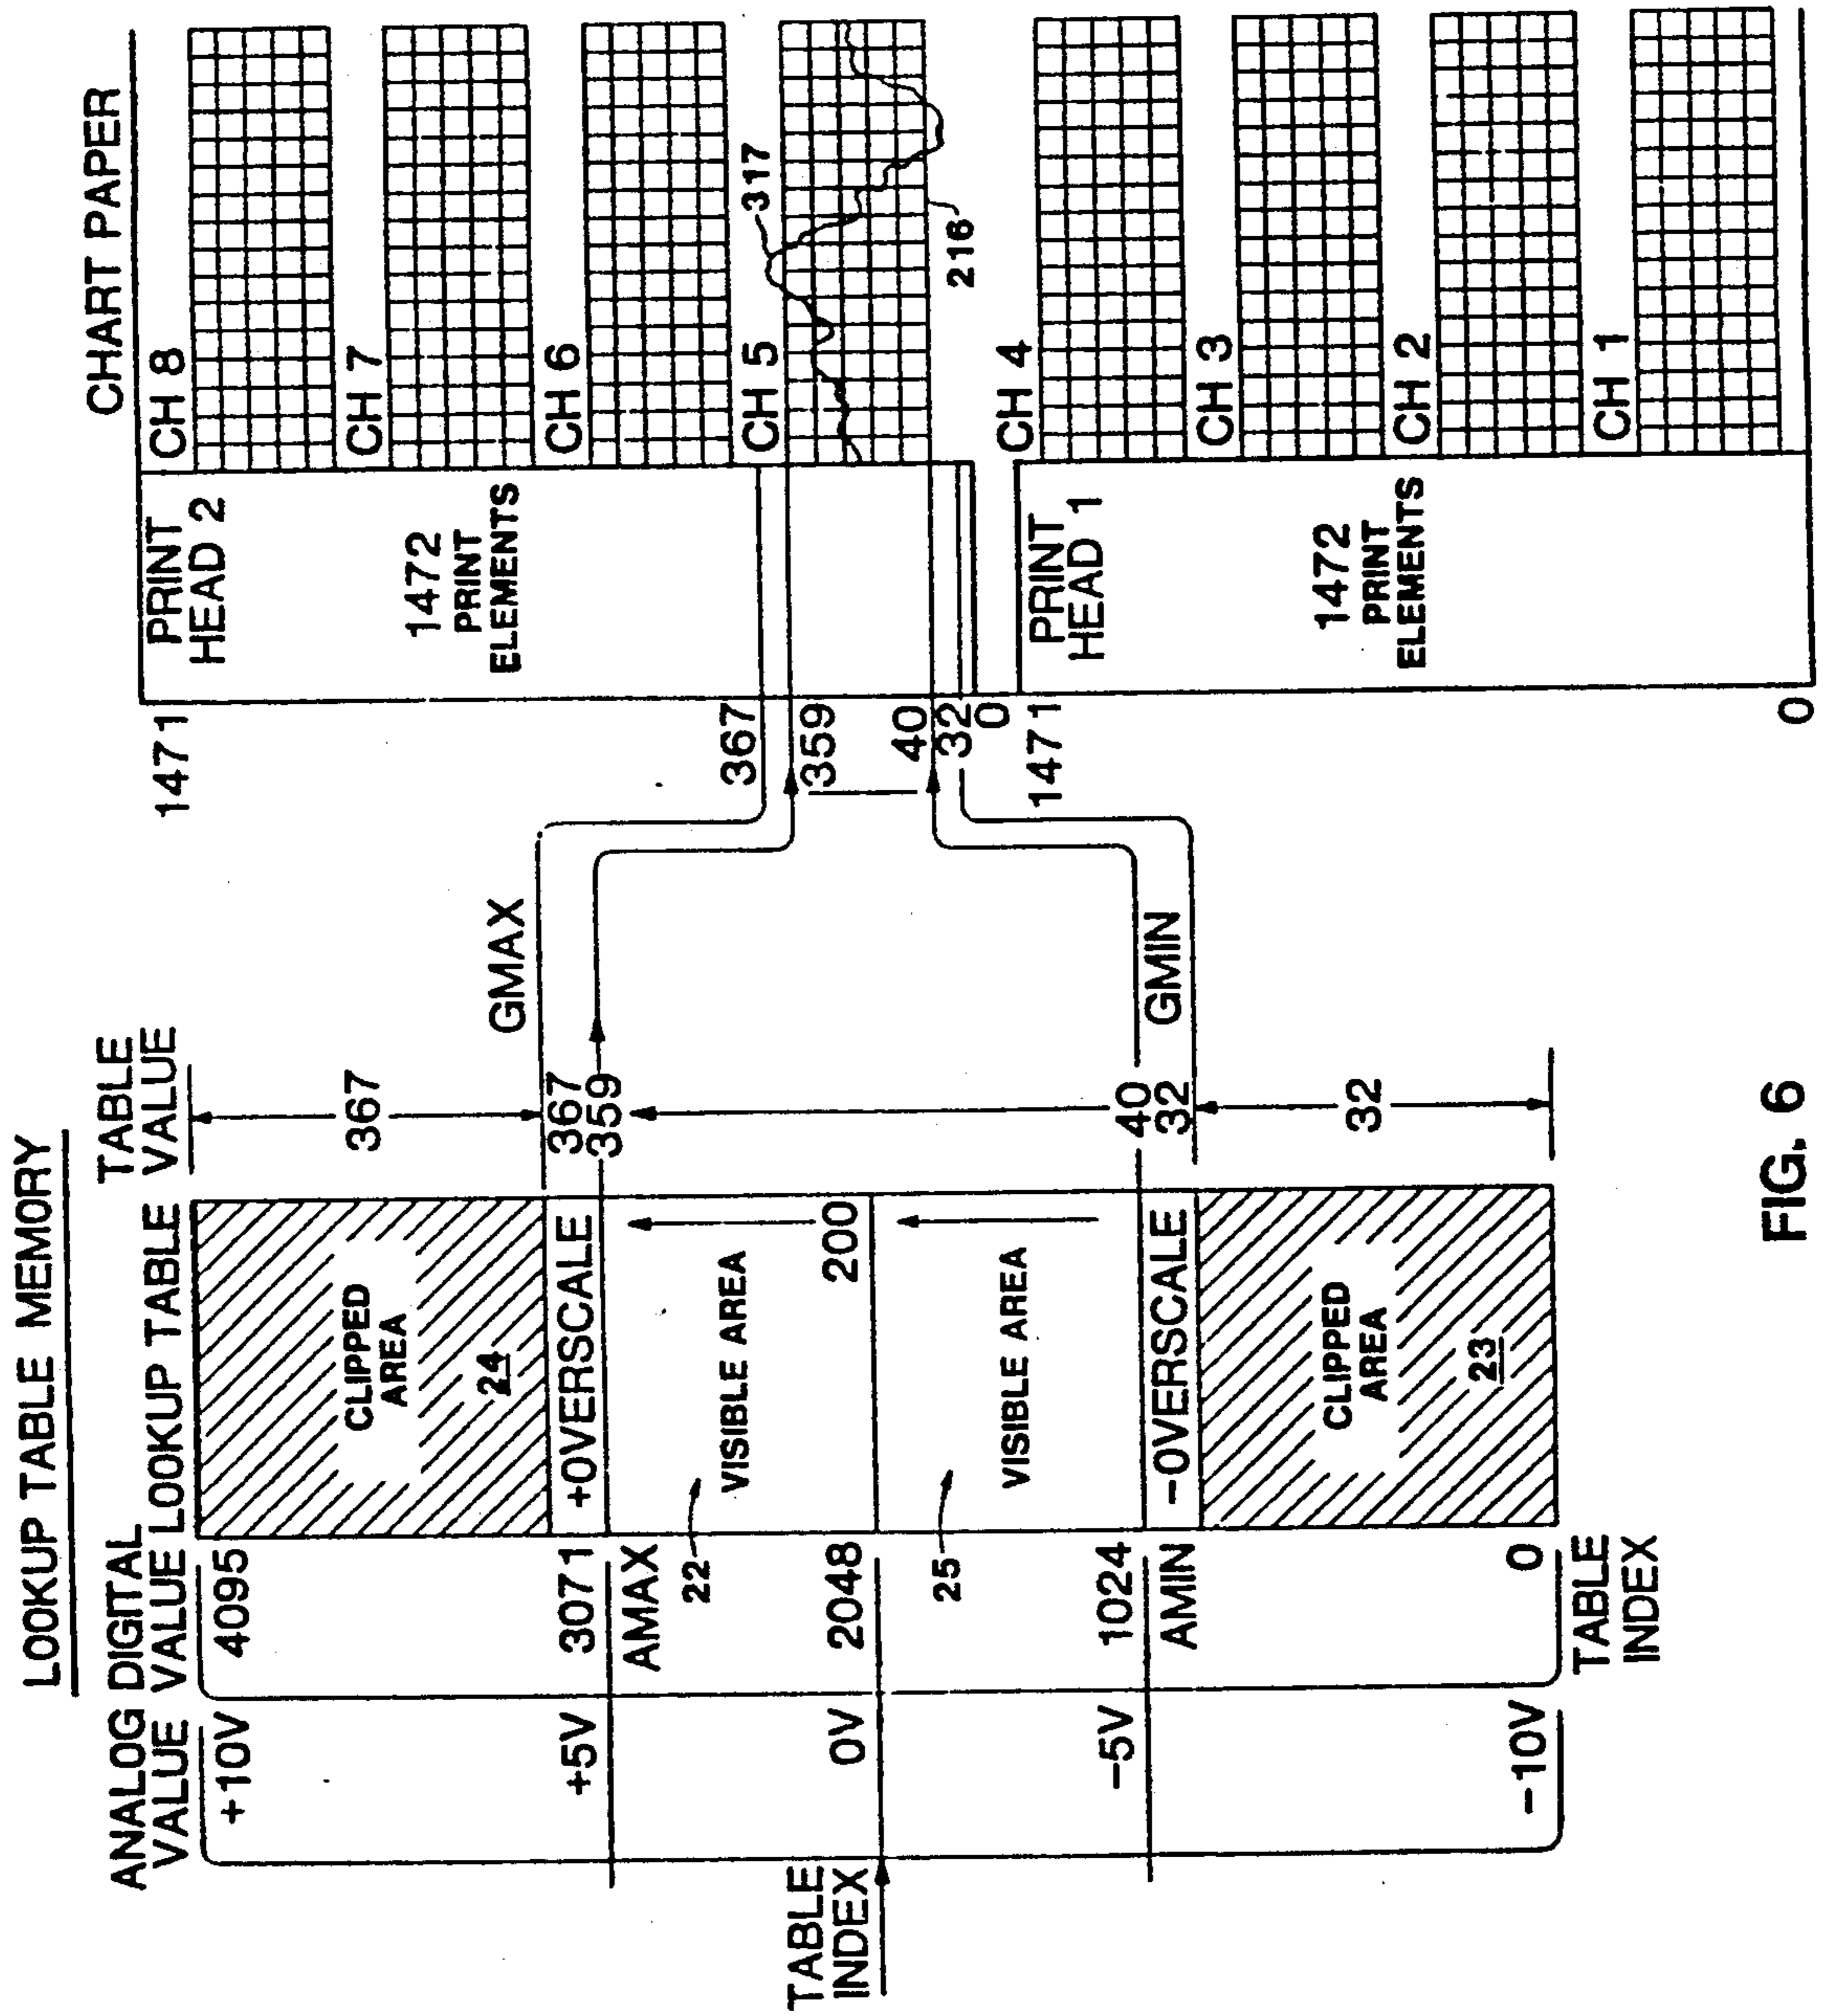 LOOKUP TABLE MEMORY
ANALOG VALUE
DIGITAL VALUE
LOOKUP TABLE
TABLE VALUE
+10V
4095
CLIPPED
AREA
24
367
GMAX
+5V
3071
AMAX
+0VERSCALE
367
359
22
VISIBLE AREA
TABLE
INDEX
0V
2048
200
25
VISIBLE AREA
-5V
1024
AMIN
-0VERSCALE
40
32
GMIN
CLIPPED
AREA
23
32
-10V
0
TABLE
INDEX
CHART PAPER
1471
PRINT
HEAD 2
1472
PRINT
ELEMENTS
367
359
40
32
0
1471
PRINT
HEAD 1
1472
PRINT
ELEMENTS
0
CH 8
CH 7
CH 6
CH 5
317
216
CH 4
CH 3
CH 2
CH 1
FIG. 6